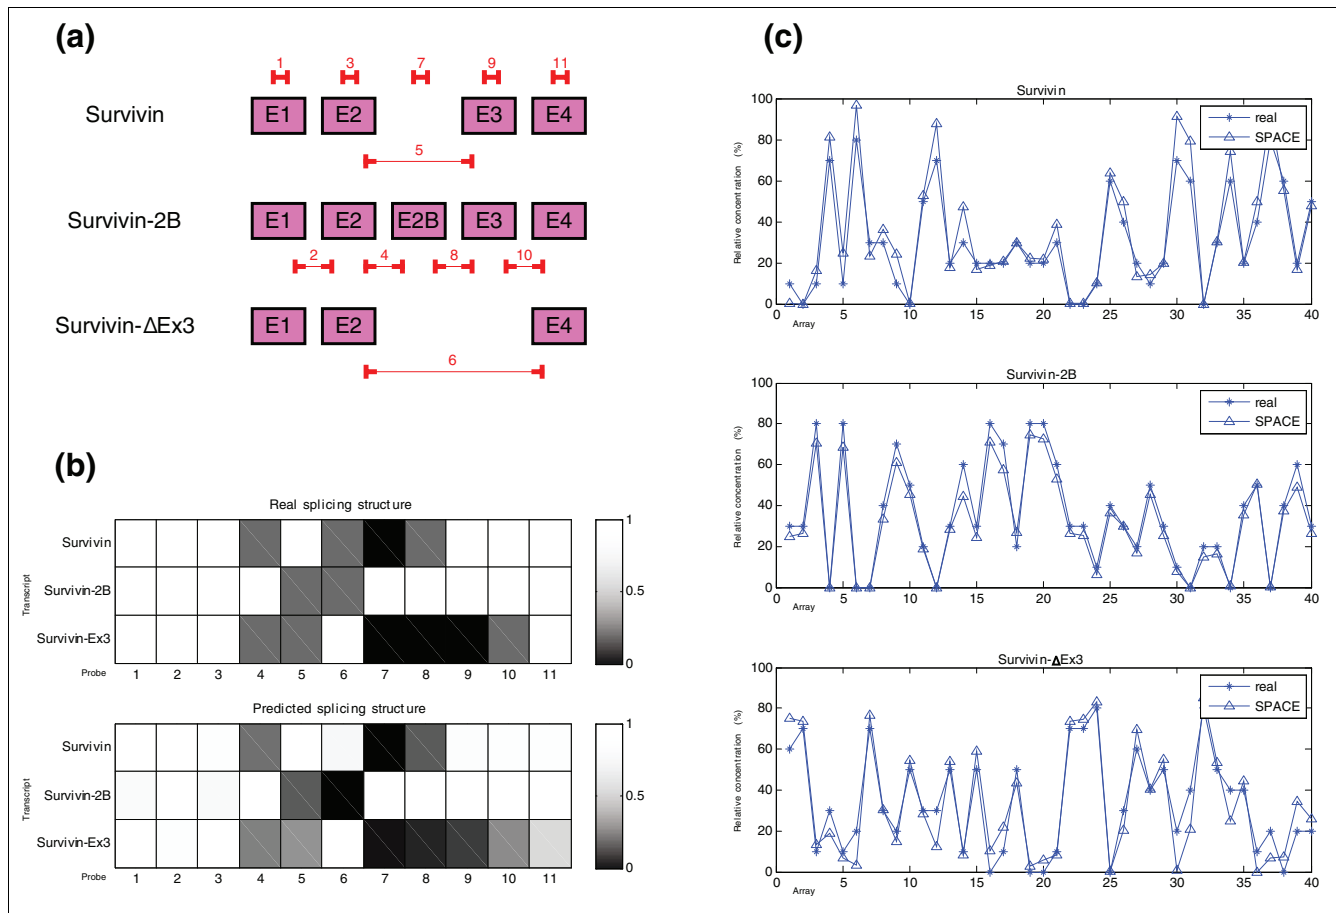 (a)
1 3 7 9 11
Survivin E1 E2 E3 E4
5
Survivin-2B E1 E2 E2B E3 E4
2 4 8 10
Survivin-ΔEx3 E1 E2 E4
6
(b)
Real splicing structure
Transcript
Survivin
Survivin-2B
Survivin-Ex3
Probe 1 2 3 4 5 6 7 8 9 10 11
1
0.5
0
Predicted splicing structure
Transcript
Survivin
Survivin-2B
Survivin-Ex3
Probe 1 2 3 4 5 6 7 8 9 10 11
1
0.5
0
(c)
Survivin
Relative concentration (%)
100
80
60
40
20
0
real
SPACE
0 5 10 15 20 25 30 35 40
Array
Survivin-2B
Relative concentration (%)
100
80
60
40
20
0
real
SPACE
0 5 10 15 20 25 30 35 40
Array
Survivin-ΔEx3
Relative concentration (%)
100
80
60
40
20
0
real
SPACE
0 5 10 15 20 25 30 35 40
Array